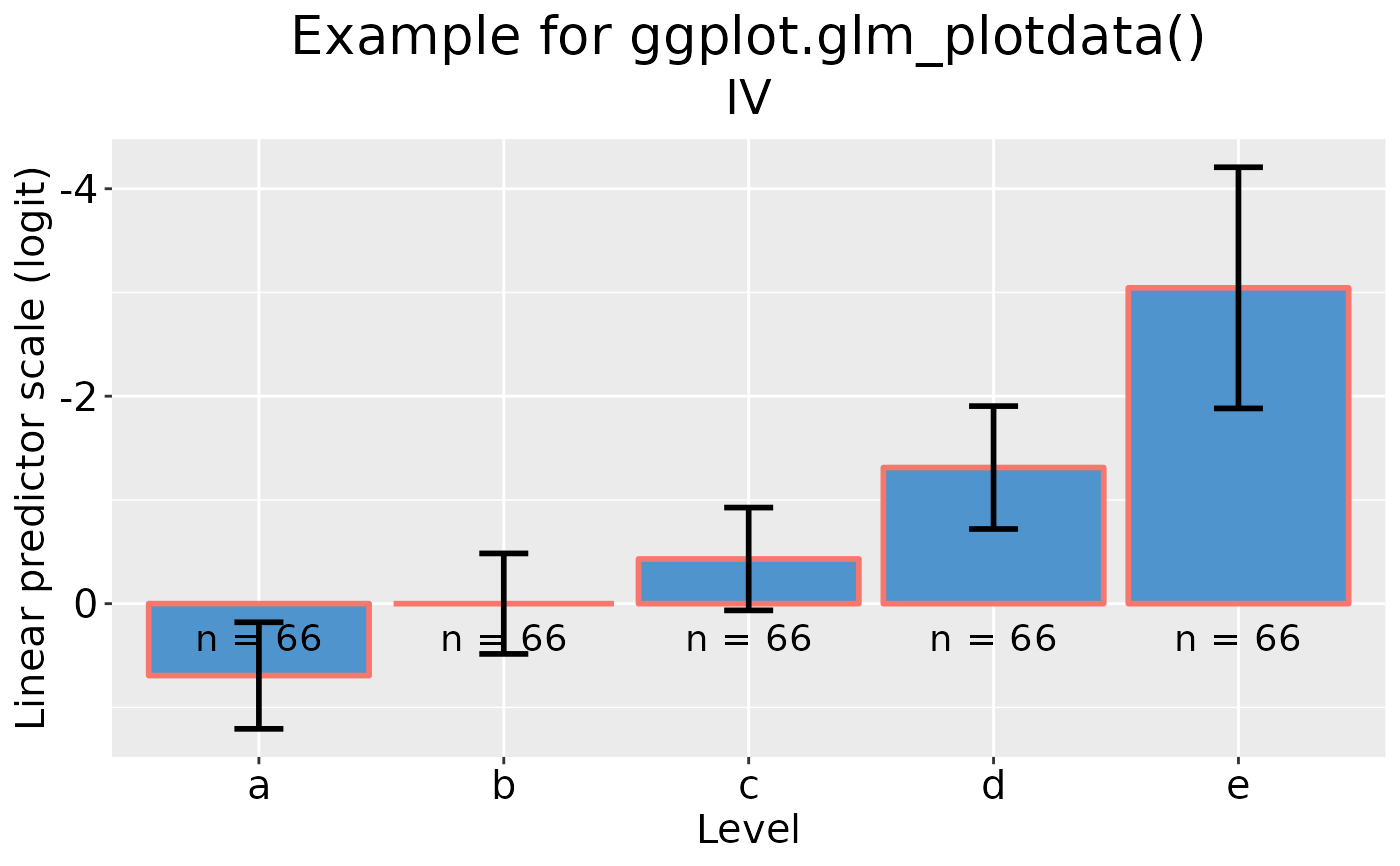 Example for ggplot.glm_plotdata()
IV
Linear predictor scale (logit)
-4
-2
0
n = 66 n = 66 n = 66 n = 66 n = 66
a b c d e
Level